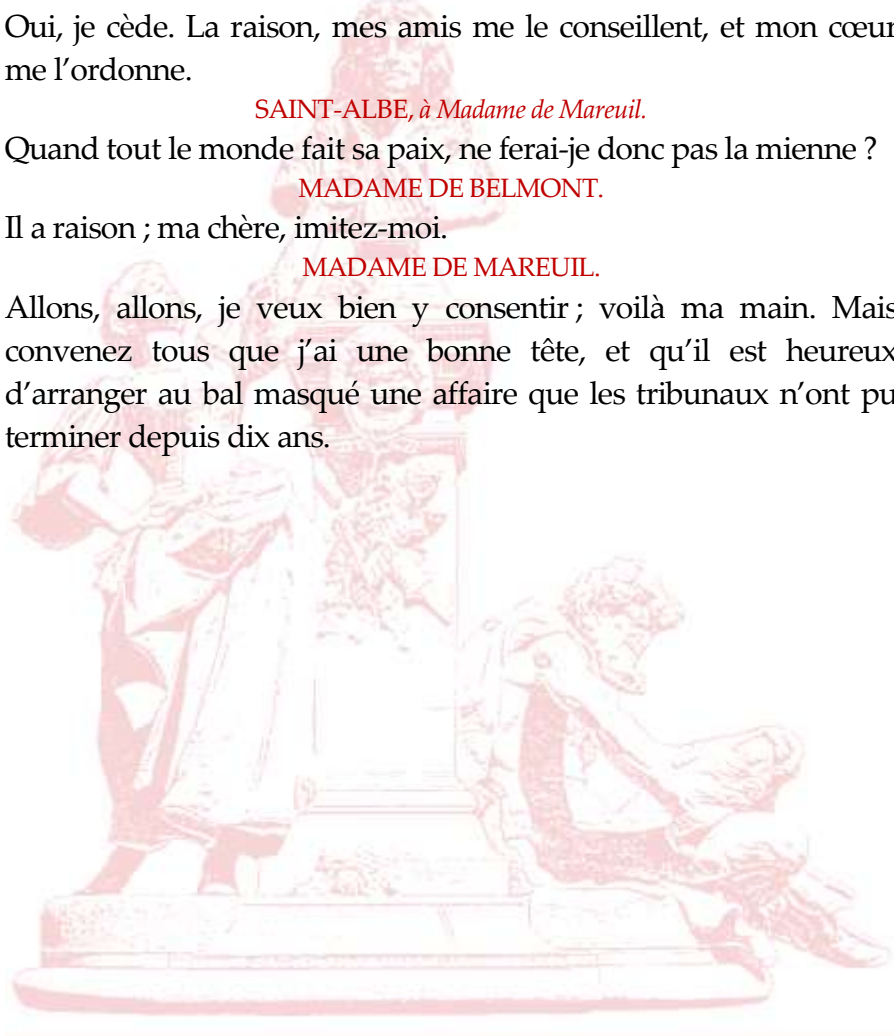 Oui, je cède. La raison, mes amis me le conseillent, et mon cœur
me l’ordonne.
SAINT-ALBE, à Madame de Mareuil.
Quand tout le monde fait sa paix, ne ferai-je donc pas la mienne ?
MADAME DE BELMONT.
Il a raison ; ma chère, imitez-moi.
MADAME DE MAREUIL.
Allons, allons, je veux bien y consentir ; voilà ma main. Mais
convenez tous que j’ai une bonne tête, et qu’il est heureux
d’arranger au bal masqué une affaire que les tribunaux n’ont pu
terminer depuis dix ans.